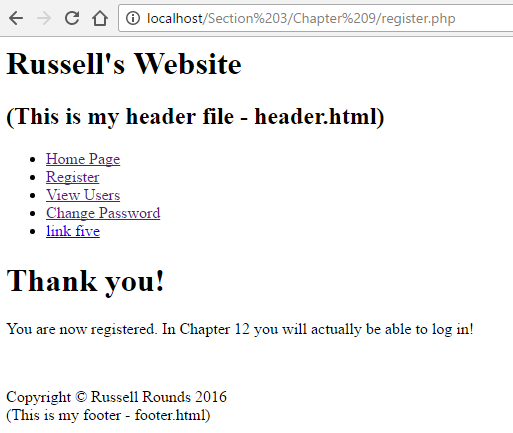 localhost/Section%203/Chapter%209/register.php
Russell's Website
(This is my header file - header.html)
Home Page
Register
View Users
Change Password
link five
Thank you!
You are now registered. In Chapter 12 you will actually be able to log in!
Copyright © Russell Rounds 2016
(This is my footer - footer.html)